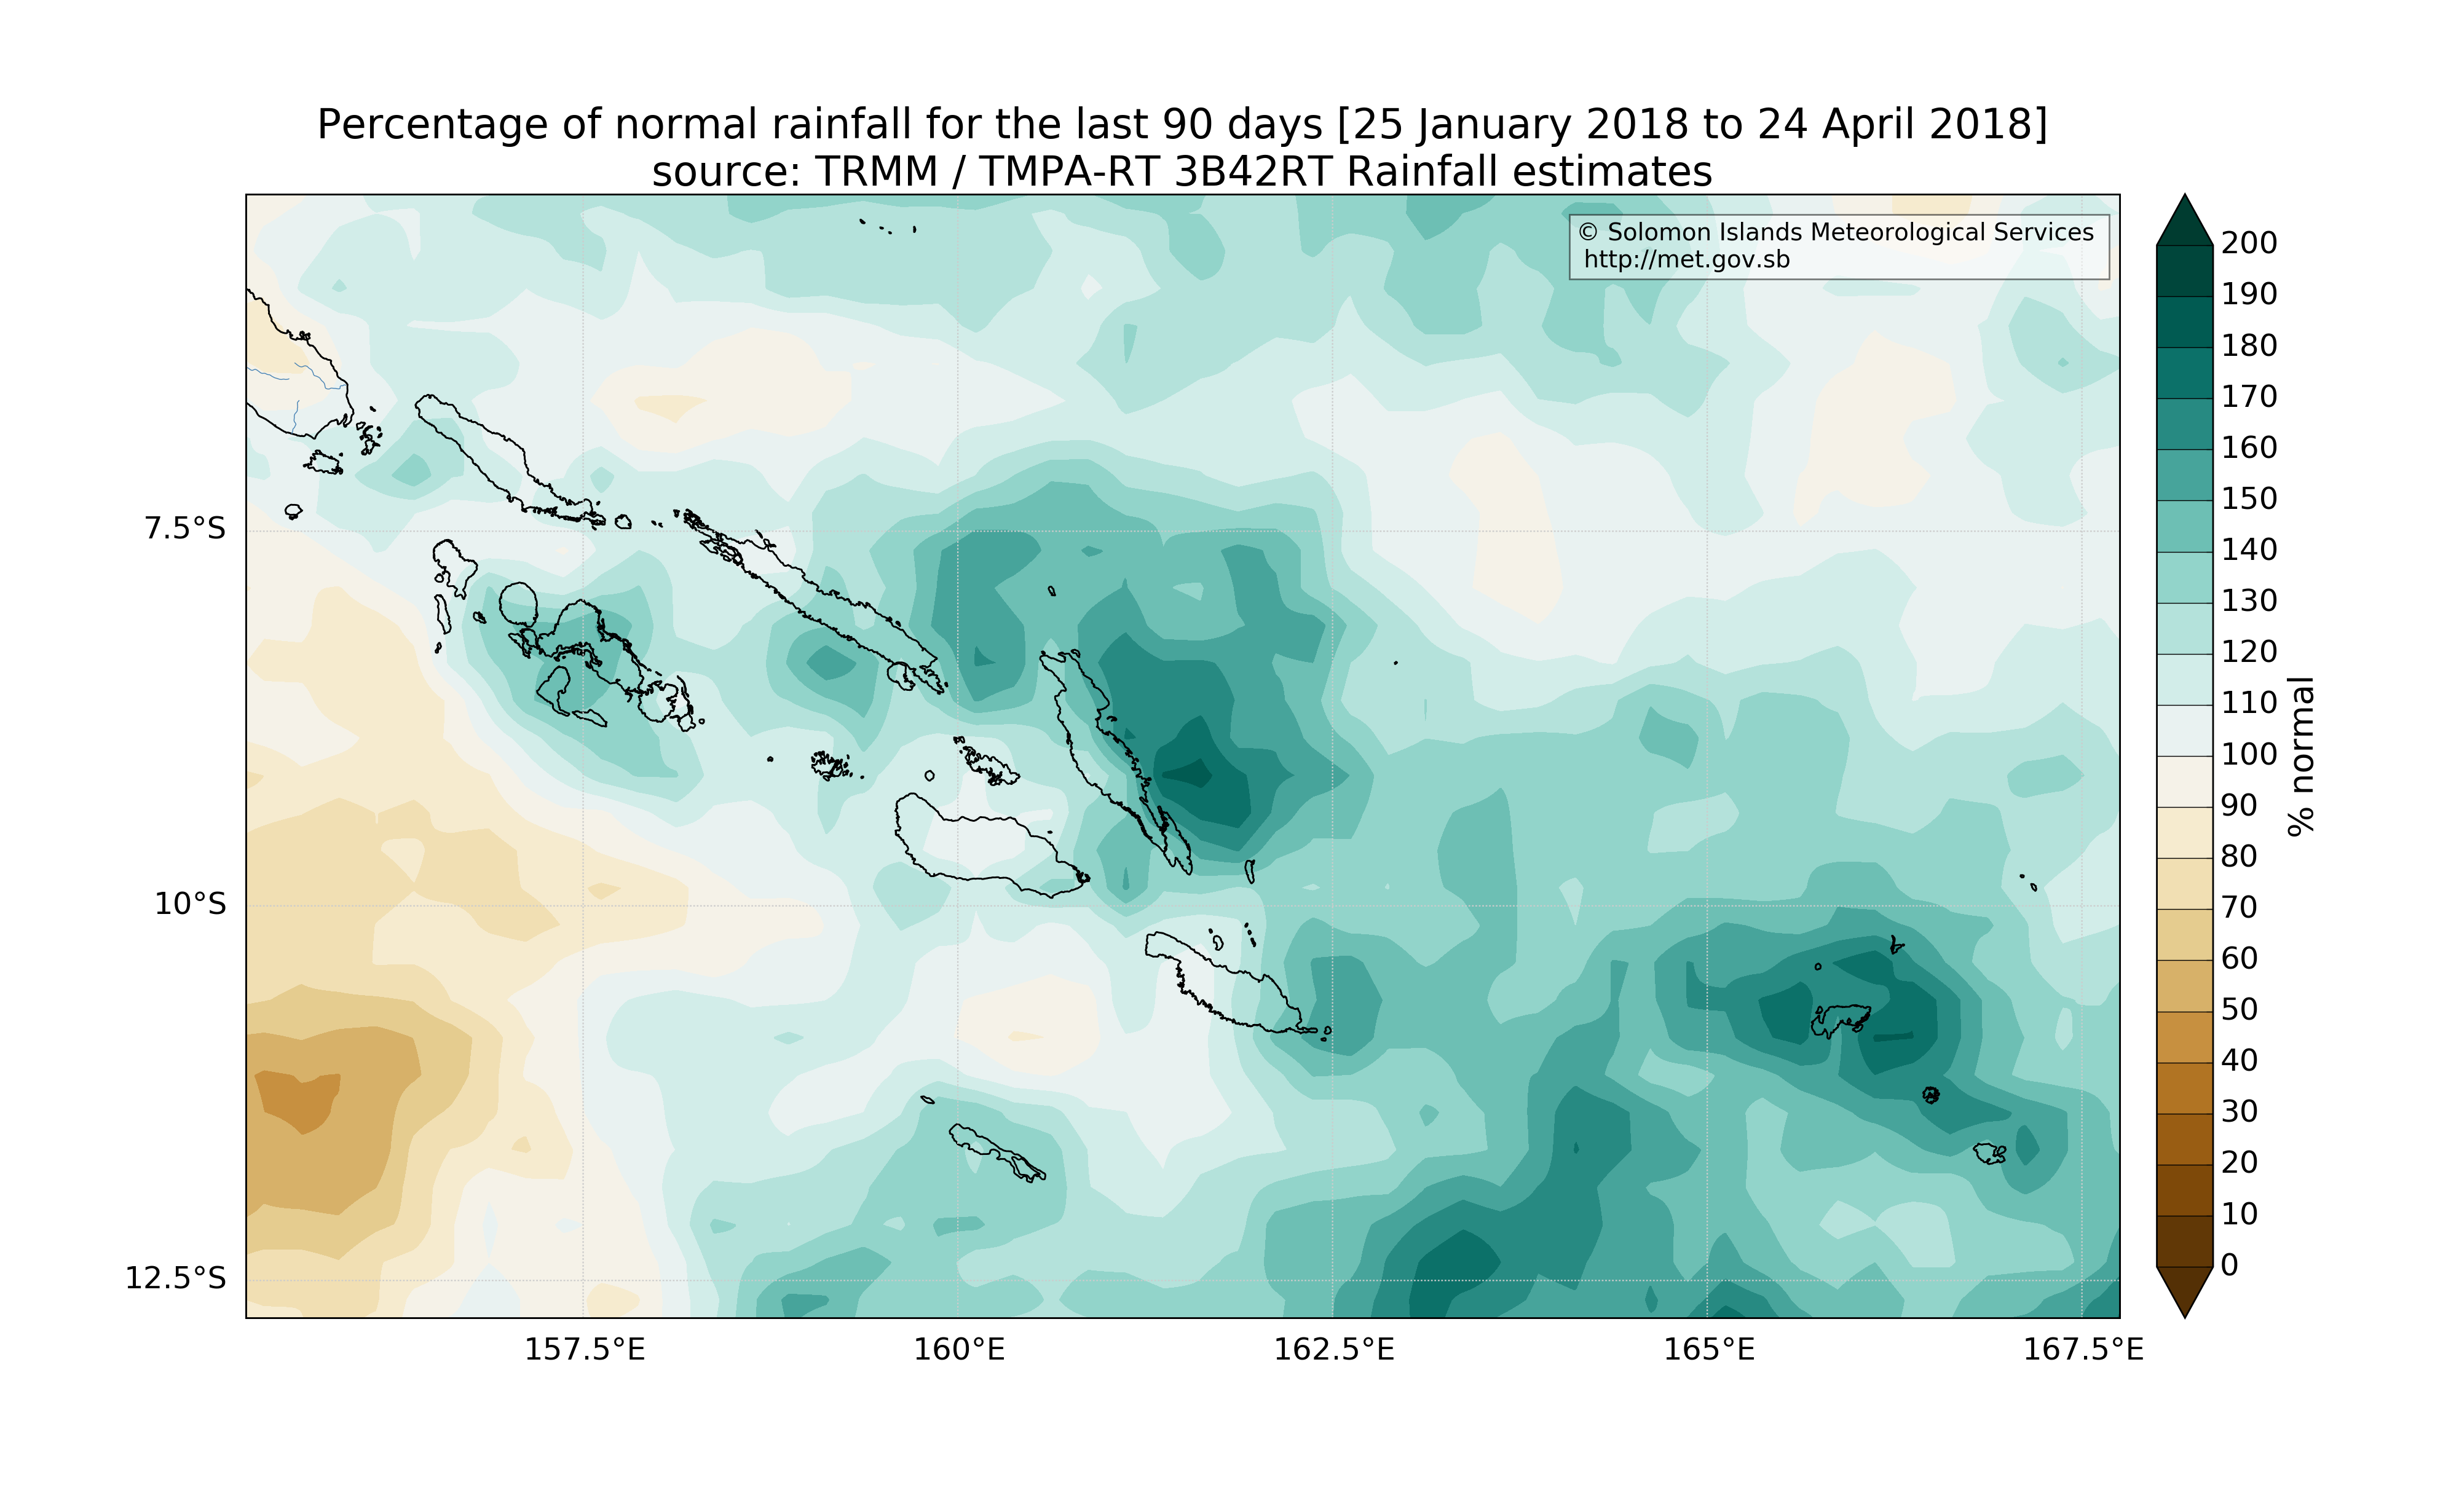 Percentage of normal rainfall for the last 90 days [25 January 2018 to 24 April 2018]
source: TRMM / TMPA-RT 3B42RT Rainfall estimates
© Solomon Islands Meteorological Services
http://met.gov.sb
7.5°S
10°S
12.5°S
157.5°E
160°E
162.5°E
165°E
167.5°E
200
190
180
170
160
150
140
130
120
110
100
90
80
70
60
50
40
30
20
10
0
% normal